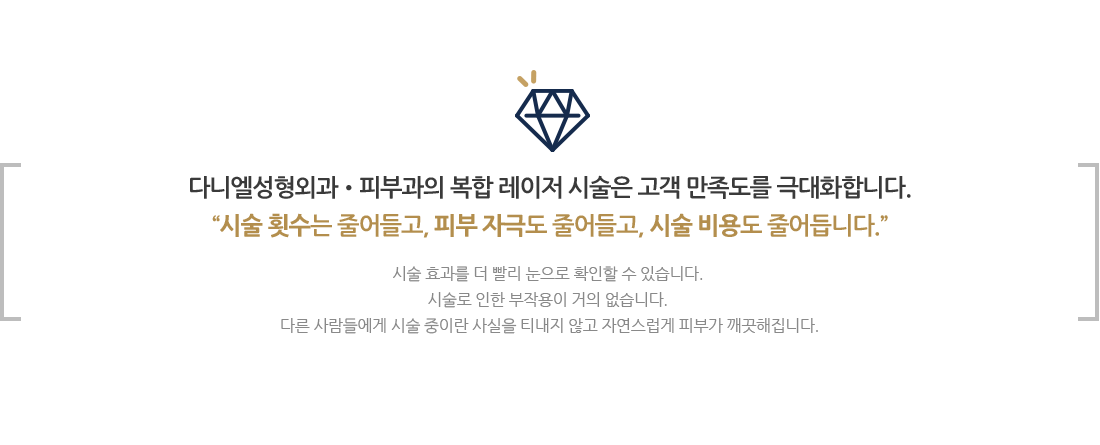 다니엘성형외과 • 피부과의 복합 레이저 시술은 고객 만족도를 극대화합니다.
“시술 횟수는 줄어들고, 피부 자극도 줄어들고, 시술 비용도 줄어듭니다.”
시술 효과를 더 빨리 눈으로 확인할 수 있습니다.
시술로 인한 부작용이 거의 없습니다.
다른 사람들에게 시술 중이란 사실을 티내지 않고 자연스럽게 피부가 깨끗해집니다.